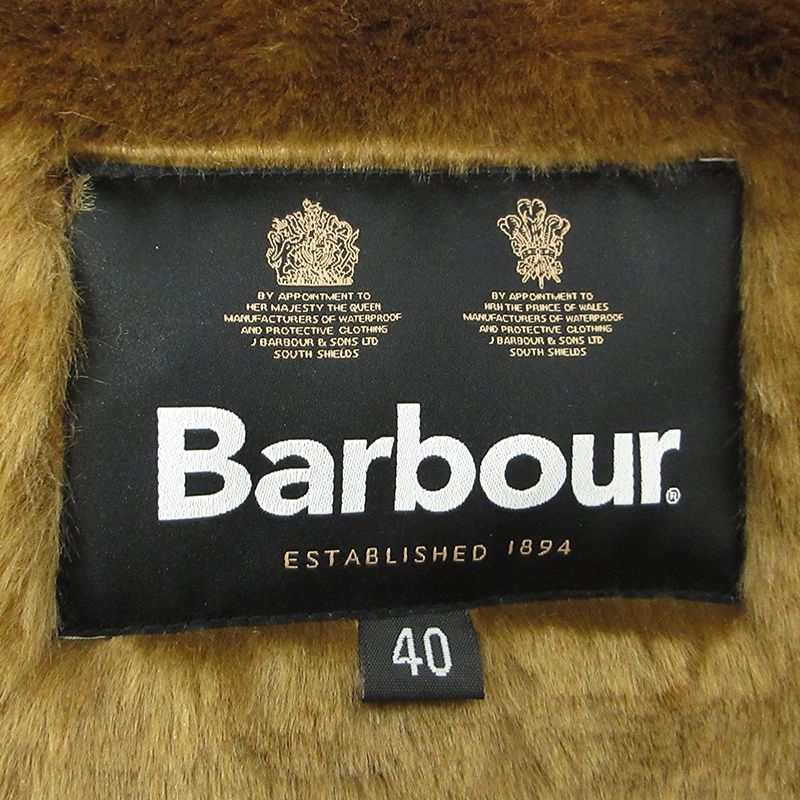 BY APPOINTMENT TO
HER MAJESTY THE QUEEN
MANUFACTURERS OF WATERPROOF
AND PROTECTIVE CLOTHING
J BARBOUR & SONS LTD
SOUTH SHIELDS
BY APPOINTMENT TO
HRH THE PRINCE OF WALES
MANUFACTURERS OF WATERPROOF
AND PROTECTIVE CLOTHING
J BARBOUR & SONS LTD
SOUTH SHIELDS
Barbour®
ESTABLISHED 1894
40